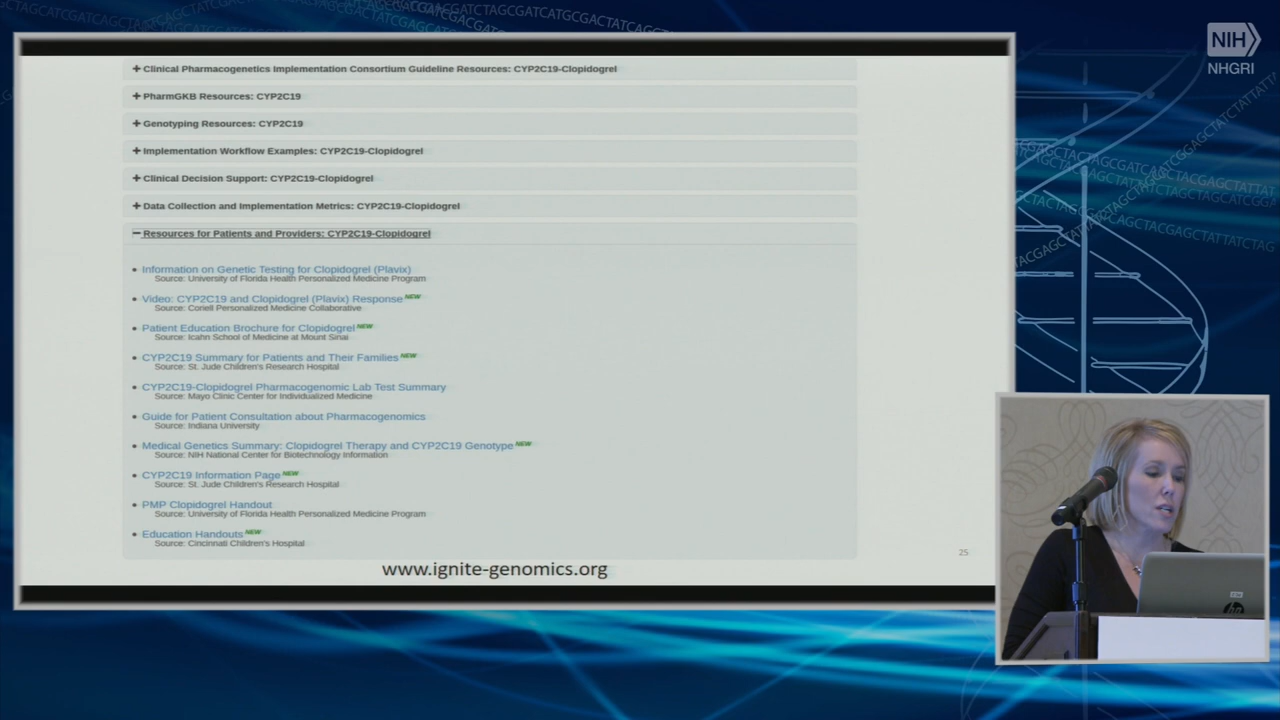 NIH
NHGRI
+ Clinical Pharmacogenetics Implementation Consortium Guideline Resources: CYP2C19-Clopidogrel
+ PharmGKB Resources: CYP2C19
+ Genotyping Resources: CYP2C19
+ Implementation Workflow Examples: CYP2C19-Clopidogrel
+ Clinical Decision Support: CYP2C19-Clopidogrel
+ Data Collection and Implementation Metrics: CYP2C19-Clopidogrel
− Resources for Patients and Providers: CYP2C19-Clopidogrel
• Information on Genetic Testing for Clopidogrel (Plavix)
Source: University of Florida Health Personalized Medicine Program
• Video: CYP2C19 and Clopidogrel (Plavix) Response NEW
Source: Coriell Personalized Medicine Collaborative
• Patient Education Brochure for Clopidogrel NEW
Source: Icahn School of Medicine at Mount Sinai
• CYP2C19 Summary for Patients and Their Families NEW
Source: St. Jude Children's Research Hospital
• CYP2C19-Clopidogrel Pharmacogenomic Lab Test Summary
Source: Mayo Clinic Center for Individualized Medicine
• Guide for Patient Consultation about Pharmacogenomics
Source: Indiana University
• Medical Genetics Summary: Clopidogrel Therapy and CYP2C19 Genotype NEW
Source: NIH National Center for Biotechnology Information
• CYP2C19 Information Page NEW
Source: St. Jude Children's Research Hospital
• PMP Clopidogrel Handout
Source: University of Florida Health Personalized Medicine Program
• Education Handouts NEW
Source: Cincinnati Children's Hospital
25
www.ignite-genomics.org
hp